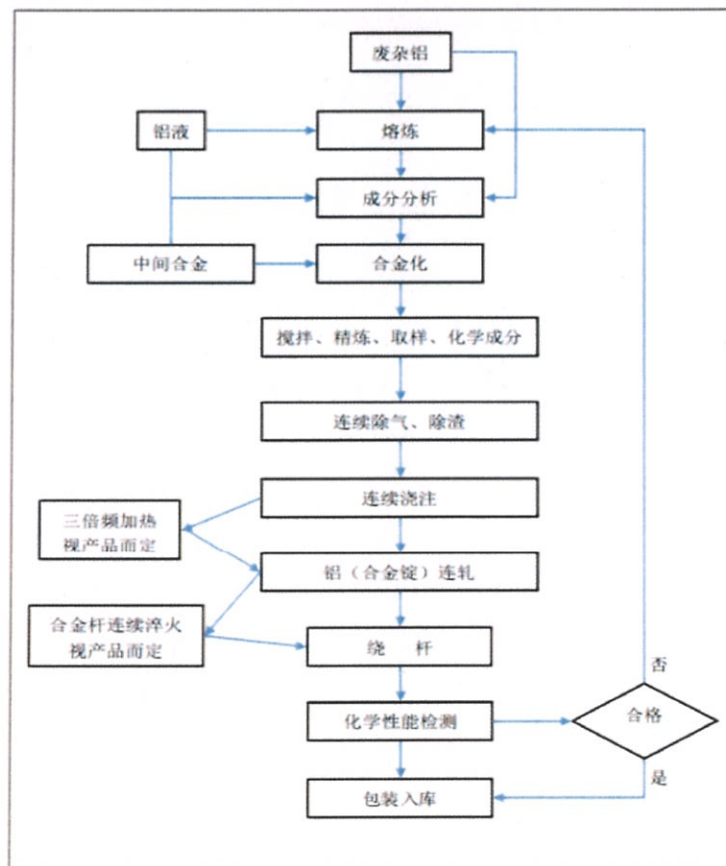 废杂铝
铝液
熔炼
成分分析
中间合金
合金化
搅拌、精炼、取样、化学成分
连续除气、除渣
连续浇注
三倍频加热
视产品而定
铝（合金锭）连轧
合金杆连续淬火
视产品而定
绕 杆
否
合格
化学性能检测
是
包装入库